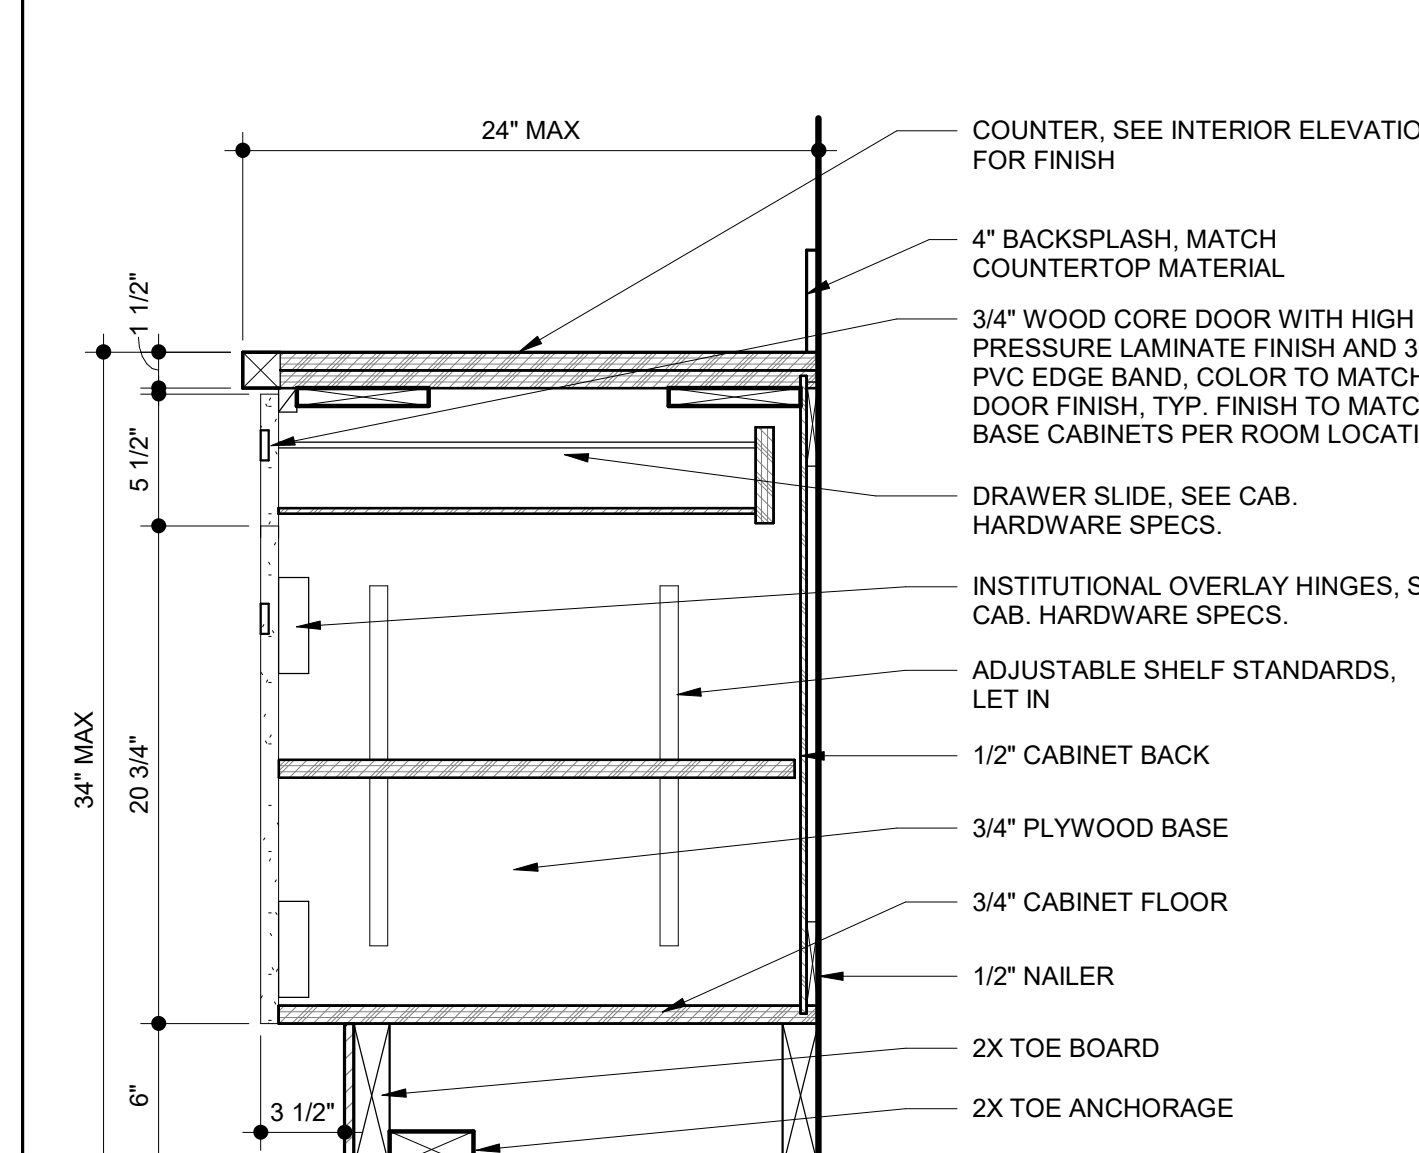 24" MAX
COUNTER, SEE INTERIOR ELEVATIO
FOR FINISH
4" BACKSPLASH, MATCH
COUNTERTOP MATERIAL
1 1/2"
3/4" WOOD CORE DOOR WITH HIGH
PRESSURE LAMINATE FINISH AND 3
PVC EDGE BAND, COLOR TO MATCH
DOOR FINISH, TYP. FINISH TO MATC
BASE CABINETS PER ROOM LOCATI
5 1/2"
DRAWER SLIDE, SEE CAB.
HARDWARE SPECS.
INSTITUTIONAL OVERLAY HINGES, S
CAB. HARDWARE SPECS.
ADJUSTABLE SHELF STANDARDS,
LET IN
34" MAX
20 3/4"
1/2" CABINET BACK
3/4" PLYWOOD BASE
3/4" CABINET FLOOR
1/2" NAILER
2X TOE BOARD
6"
3 1/2"
2X TOE ANCHORAGE